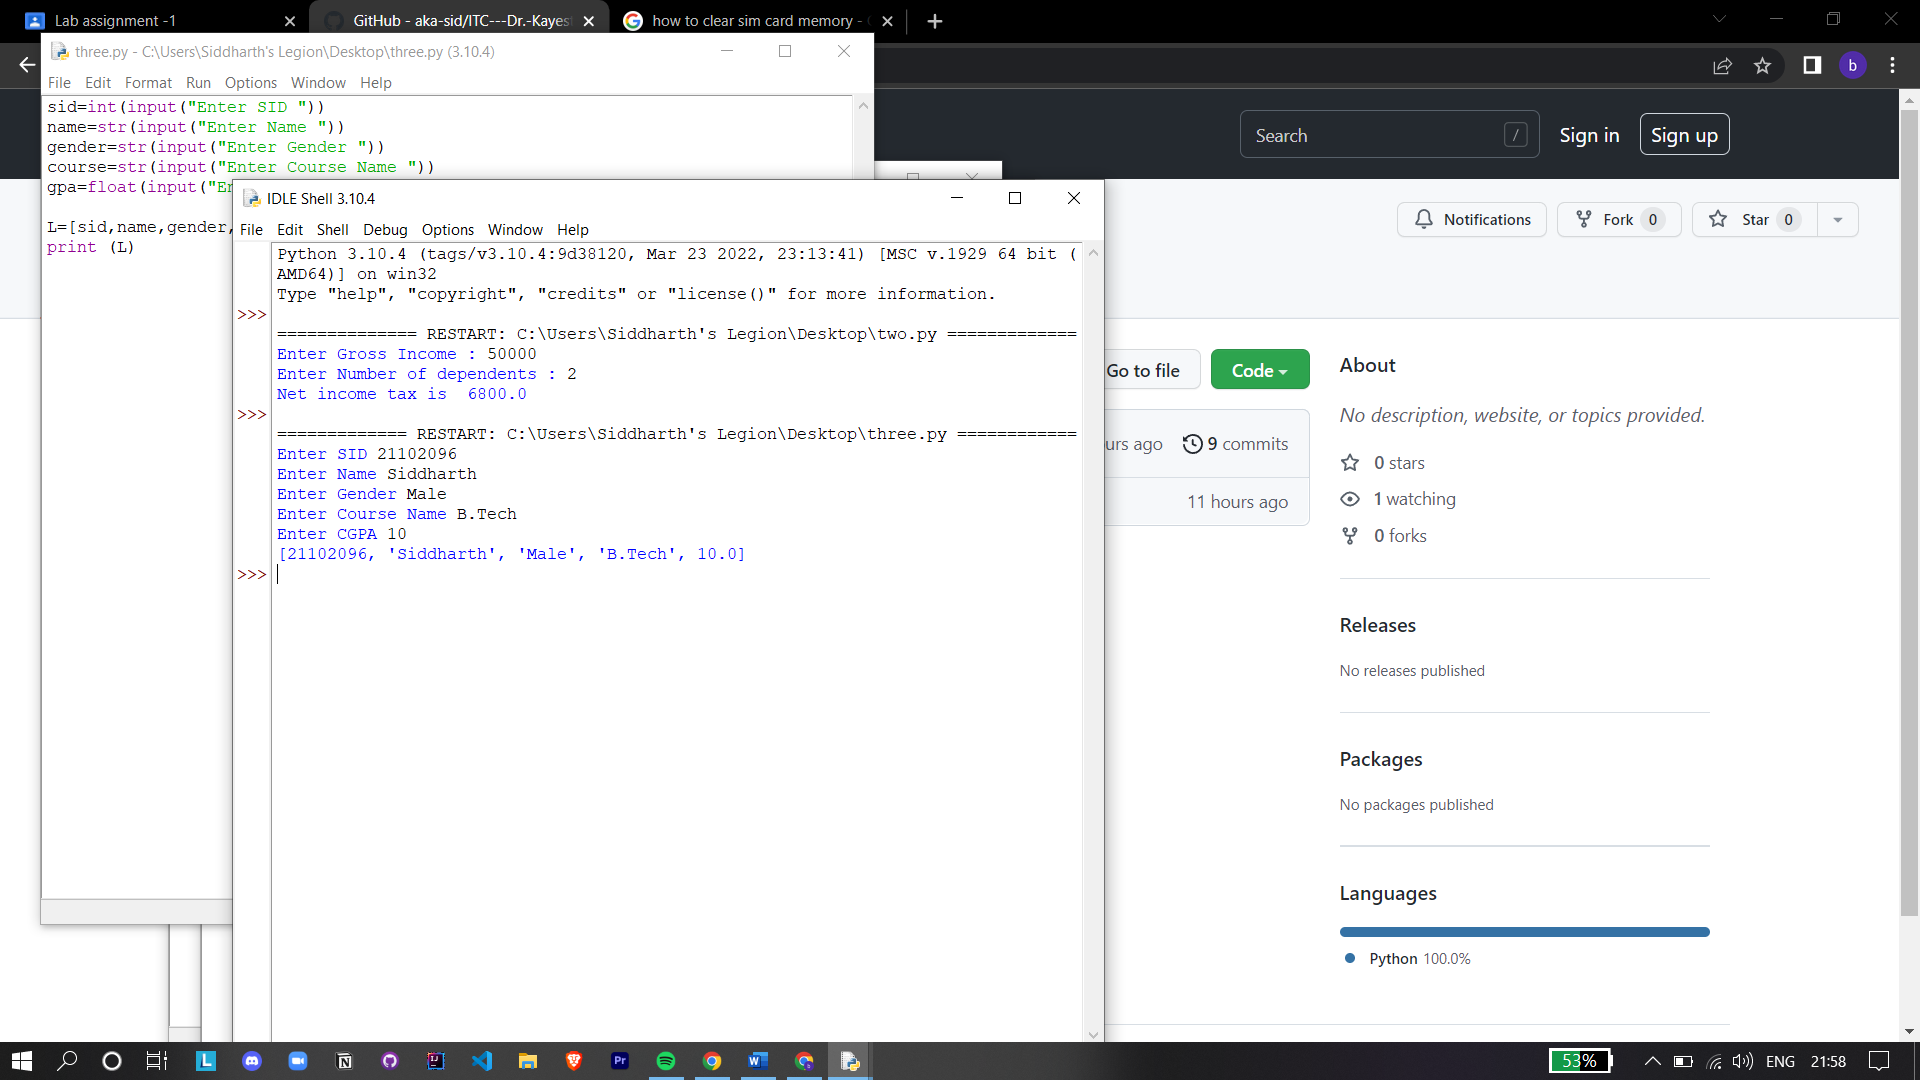 Lab assignment -1
GitHub - aka-sid/ITC---Dr.-Kayest
how to clear sim card memory -
three.py - C:\Users\Siddharth's Legion\Desktop\three.py (3.10.4)
File Edit Format Run Options Window Help
sid=int(input("Enter SID "))
name=str(input("Enter Name "))
gender=str(input("Enter Gender "))
course=str(input("Enter Course Name "))
gpa=float(input("En
L=[sid,name,gender,
print (L)
IDLE Shell 3.10.4
File Edit Shell Debug Options Window Help
Python 3.10.4 (tags/v3.10.4:9d38120, Mar 23 2022, 23:13:41) [MSC v.1929 64 bit (
AMD64)] on win32
Type "help", "copyright", "credits" or "license()" for more information.
>>>
============== RESTART: C:\Users\Siddharth's Legion\Desktop\two.py =============
Enter Gross Income : 50000
Enter Number of dependents : 2
Net income tax is  6800.0
>>>
============= RESTART: C:\Users\Siddharth's Legion\Desktop\three.py ============
Enter SID 21102096
Enter Name Siddharth
Enter Gender Male
Enter Course Name B.Tech
Enter CGPA 10
[21102096, 'Siddharth', 'Male', 'B.Tech', 10.0]
>>>
b
Search /
Sign in
Sign up
Notifications
Fork 0
Star 0
Go to file
Code
urs ago
9 commits
11 hours ago
About
No description, website, or topics provided.
0 stars
1 watching
0 forks
Releases
No releases published
Packages
No packages published
Languages
Python 100.0%
L
Pr
53%
ENG
21:58